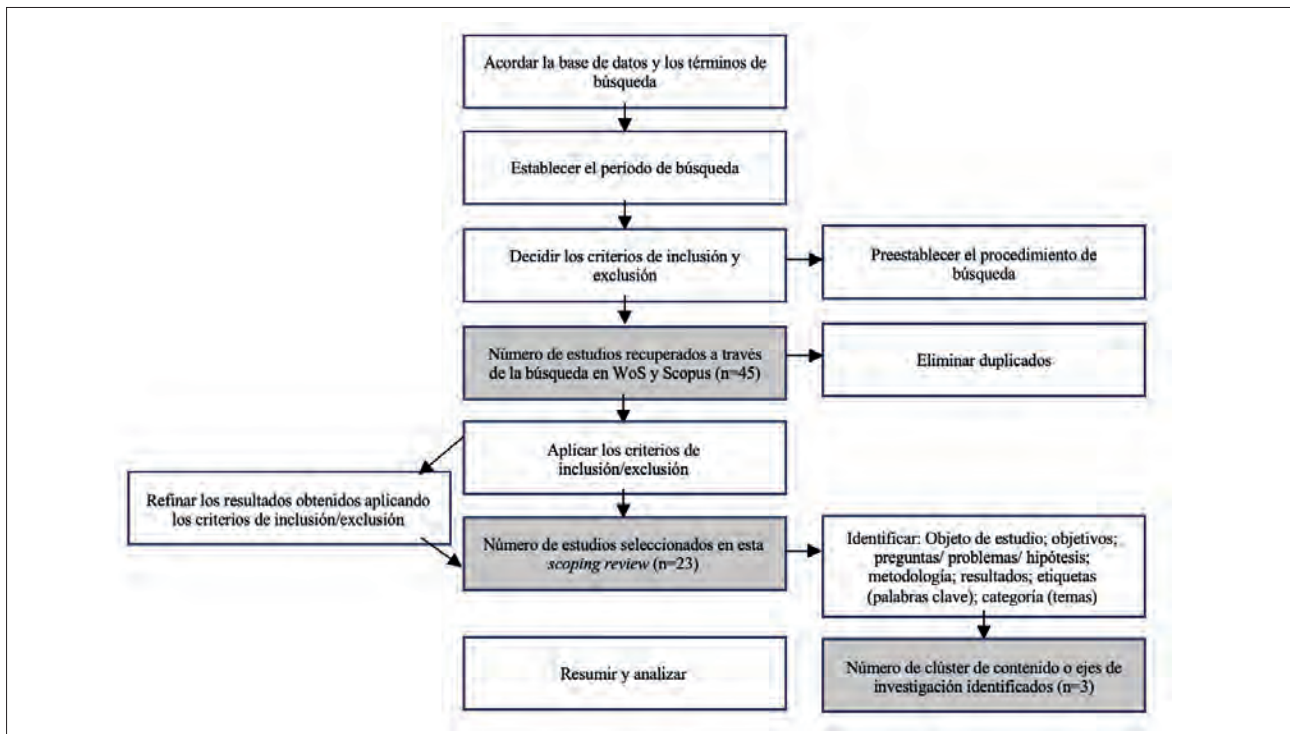 Acordar la base de datos y los términos de
búsqueda
Establecer el periodo de búsqueda
Decidir los criterios de inclusión y
exclusión
Preestablecer el procedimiento de
búsqueda
Número de estudios recuperados a través
de la búsqueda en WoS y Scopus (n=45)
Eliminar duplicados
Aplicar los criterios de
inclusión/exclusión
Refinar los resultados obtenidos aplicando
los criterios de inclusión/exclusión
Número de estudios seleccionados en esta
scoping review (n=23)
Identificar: Objeto de estudio; objetivos;
preguntas/ problemas/ hipótesis;
metodología; resultados; etiquetas
(palabras clave); categoría (temas)
Resumir y analizar
Número de clúster de contenido o ejes de
investigación identificados (n=3)